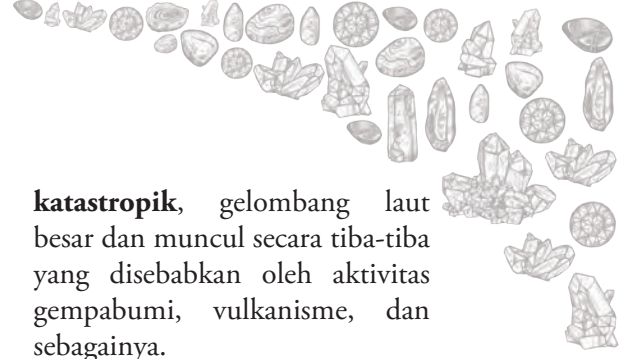 katastropik, gelombang laut
besar dan muncul secara tiba-tiba
yang disebabkan oleh aktivitas
gempabumi, vulkanisme, dan
sebagainya.